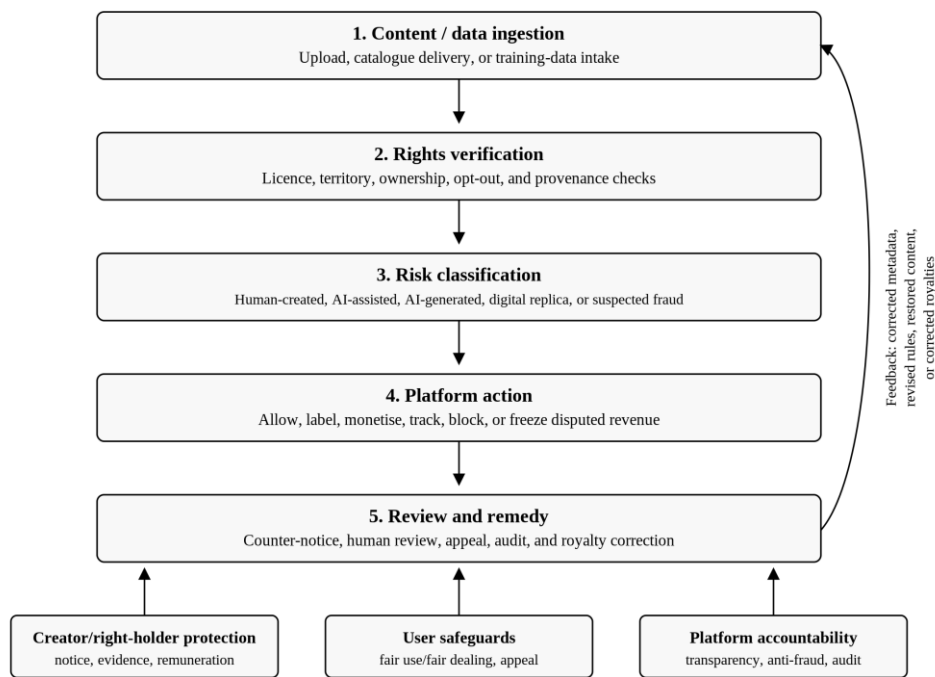 1. Content / data ingestion
Upload, catalogue delivery, or training-data intake
2. Rights verification
Licence, territory, ownership, opt-out, and provenance checks
3. Risk classification
Human-created, AI-assisted, AI-generated, digital replica, or suspected fraud
4. Platform action
Allow, label, monetise, track, block, or freeze disputed revenue
5. Review and remedy
Counter-notice, human review, appeal, audit, and royalty correction
Feedback: corrected metadata,
revised rules, restored content,
or corrected royalties
Creator/right-holder protection
notice, evidence, remuneration
User safeguards
fair use/fair dealing, appeal
Platform accountability
transparency, anti-fraud, audit